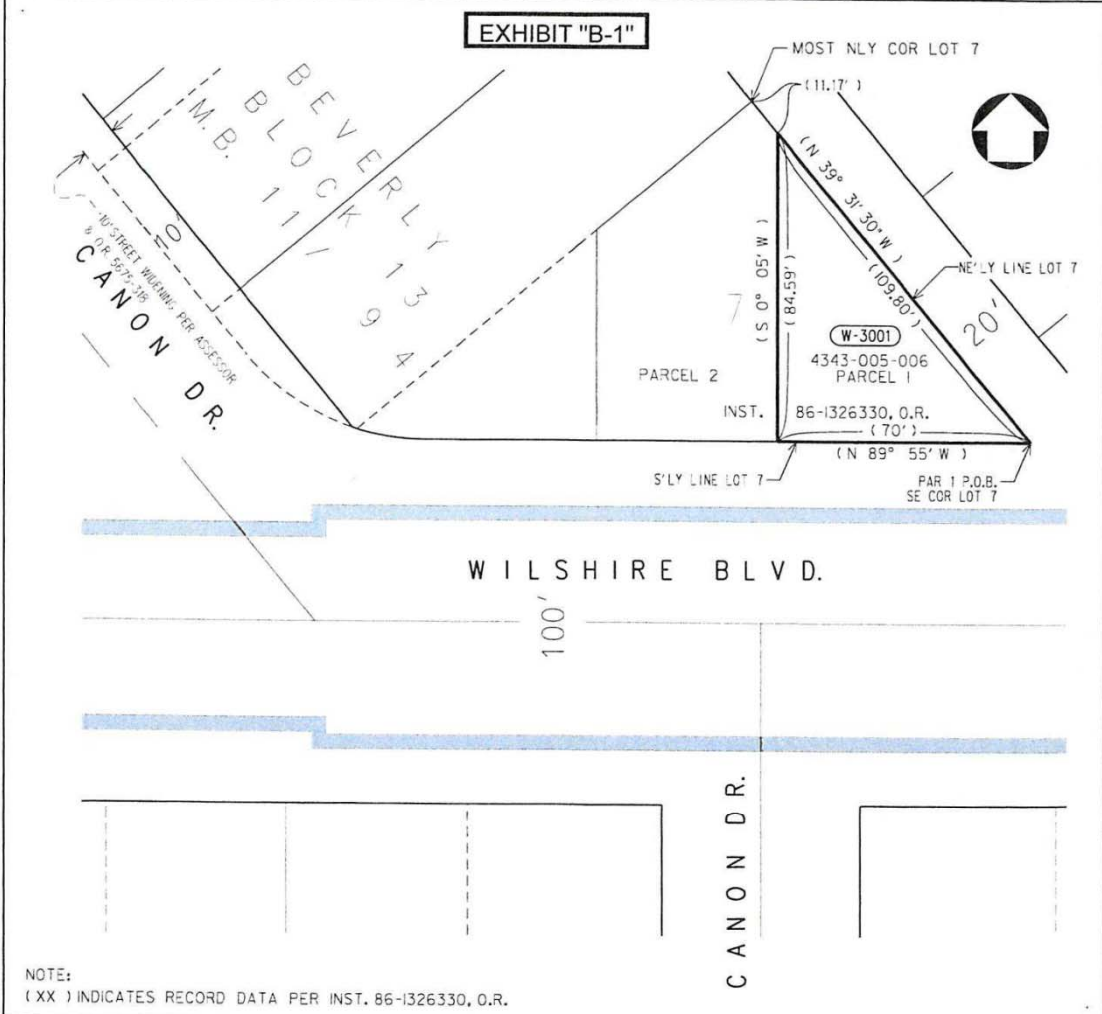 EXHIBIT "B-1"
MOST NLY COR LOT 7
(11.17')
BEVERLY
BLOCK 13
M.B. 11 / 94
(N 39° 31' 30" W)
(109.80')
NE'LY LINE LOT 7
20'
(S 0° 05' W)
(84.59')
7
W-3001
4343-005-006
PARCEL 1
PARCEL 2
INST. 86-1326330, O.R.
(70')
(N 89° 55' W)
S'LY LINE LOT 7
PAR 1 P.O.B.
SE COR LOT 7
10' STREET WIDENING PER ASSESSOR
& O.R. 5675-318
CANON DR.
WILSHIRE BLVD.
100'
CANON DR.
NOTE:
( XX ) INDICATES RECORD DATA PER INST. 86-1326330, O.R.